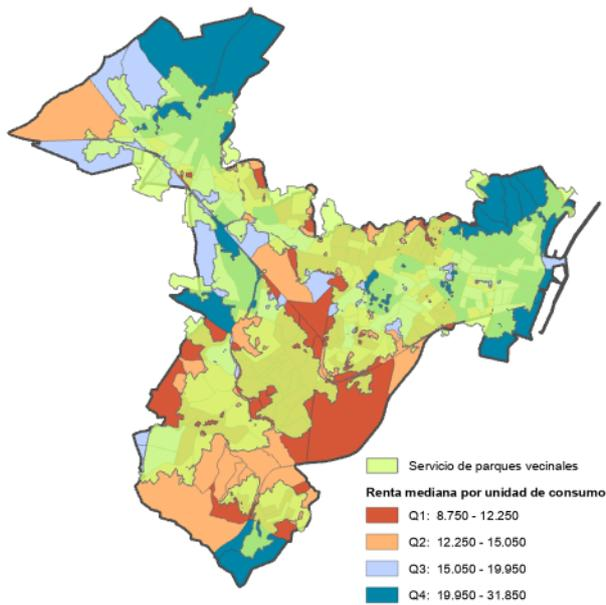 Servicio de parques vecinales
Renta mediana por unidad de consumo
Q1: 8.750 - 12.250
Q2: 12.250 - 15.050
Q3: 15.050 - 19.950
Q4: 19.950 - 31.850